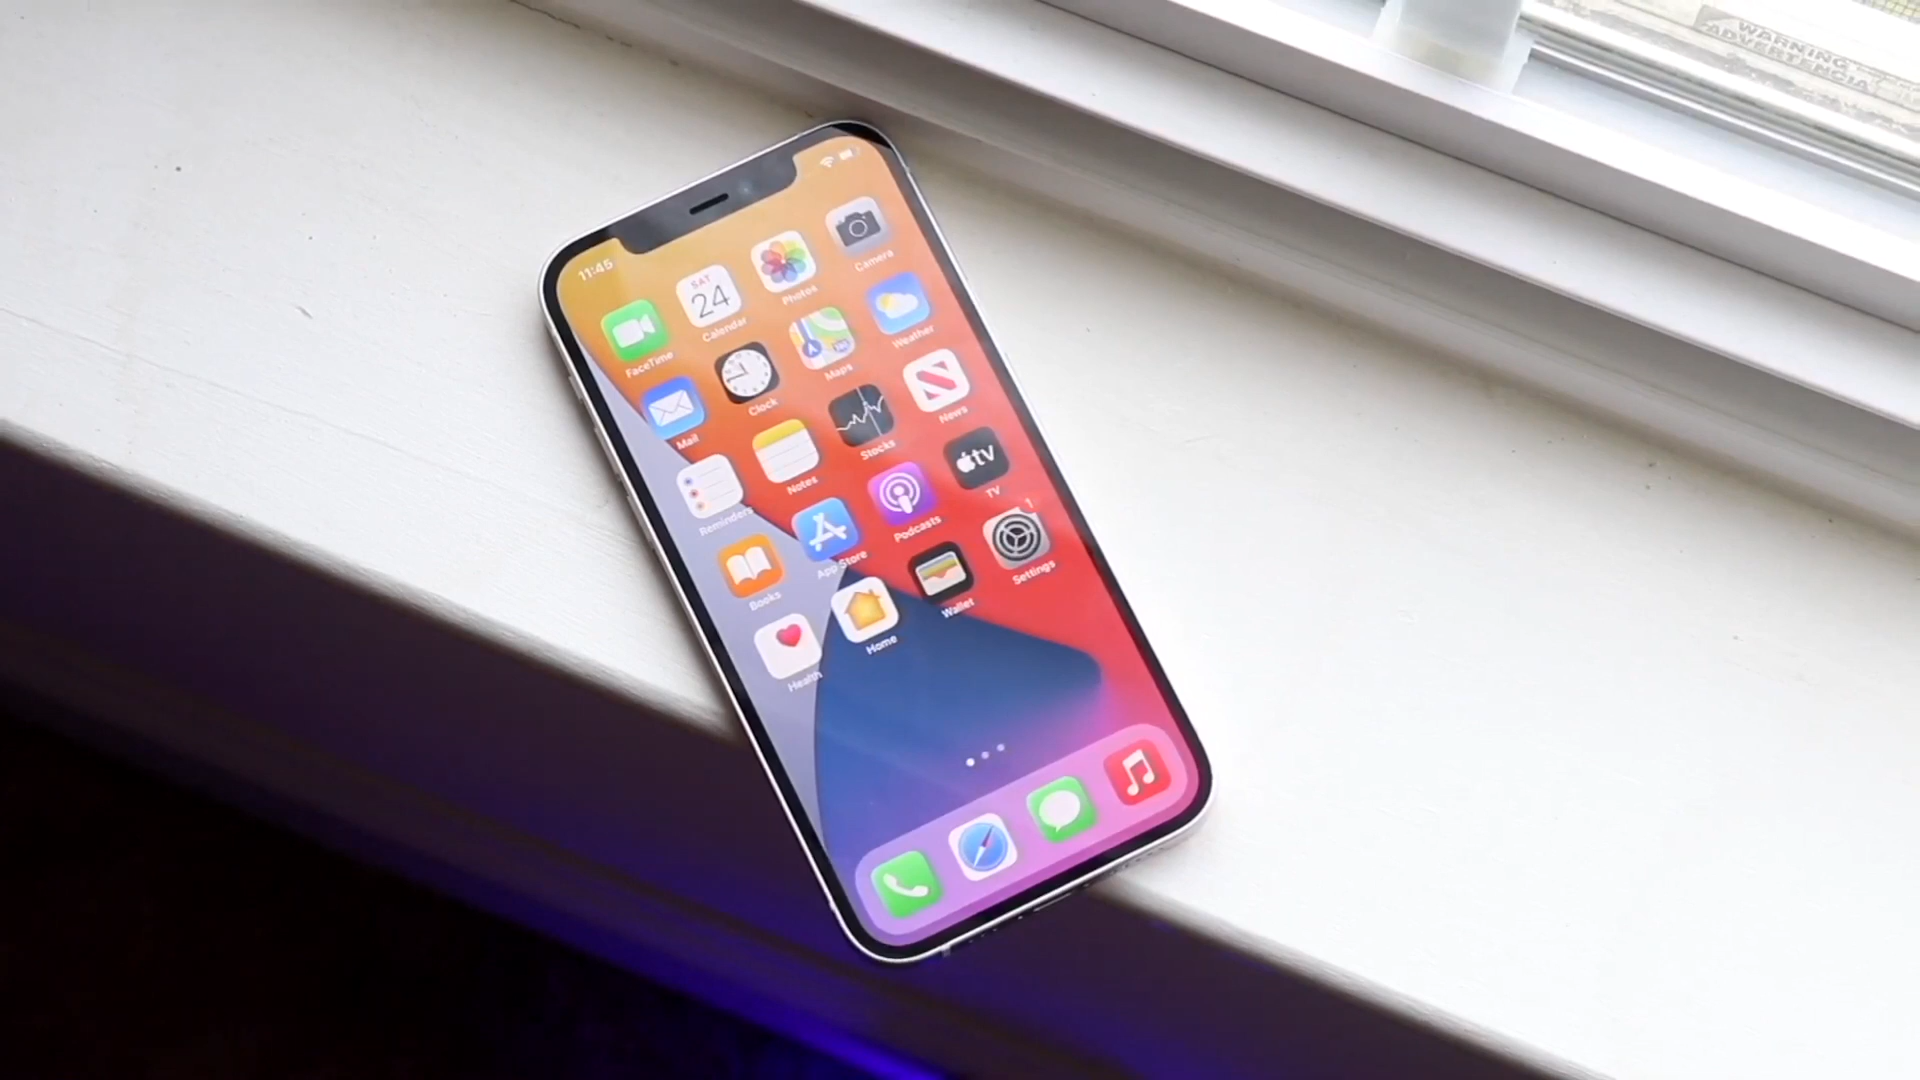 WARNING
ADVERTENCIA
11:45
FaceTime
SAT
24
Calendar
Photos
Camera
Mail
Clock
Maps
Weather
Reminders
Notes
Stocks
News
Books
App Store
Podcasts
tv
TV
Health
Home
Wallet
1
Settings